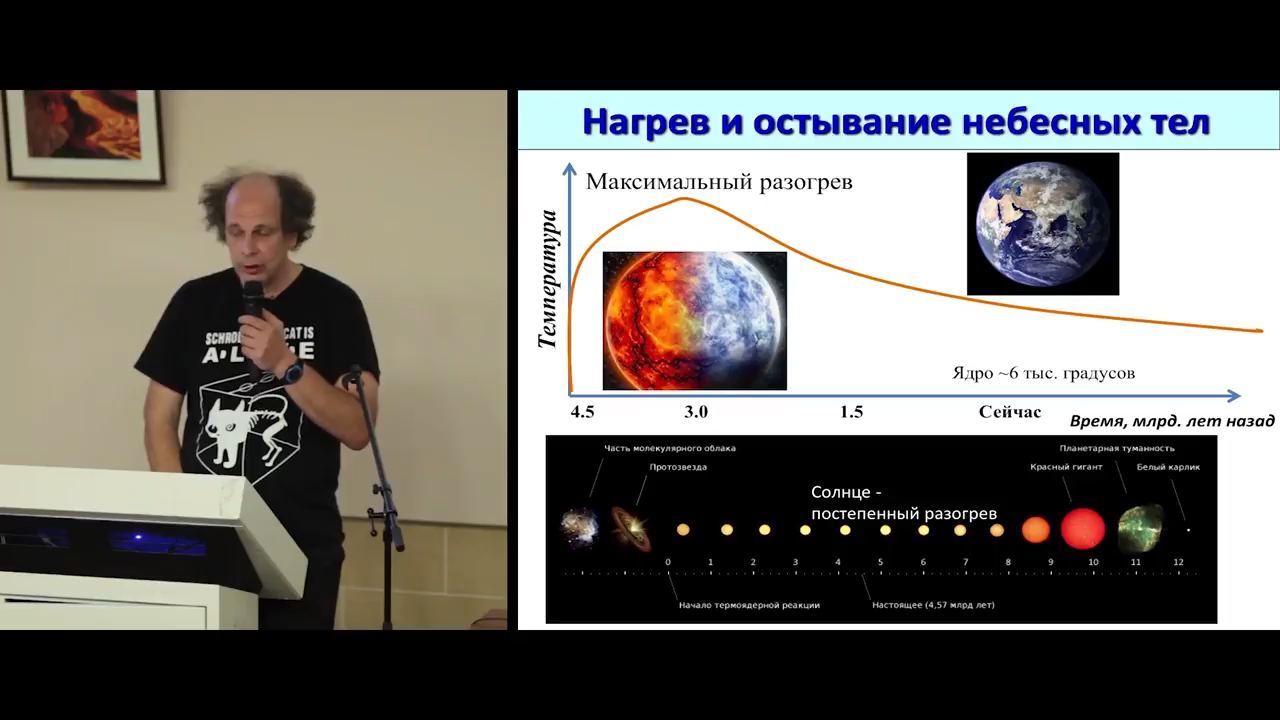 SCHRO CAT IS
Нагрев и остывание небесных тел
Максимальный разогрев
Температура
Ядро ~6 тыс. градусов
4.5 3.0 1.5 Сейчас
Время, млрд. лет назад
Часть молекулярного облака
Протозвезда
Солнце -
постепенный разогрев
Планетарная туманность
Красный гигант
Белый карлик
0 1 2 3 4 5 6 7 8 9 10 11 12
Начало термоядерной реакции
Настоящее (4,57 млрд лет)